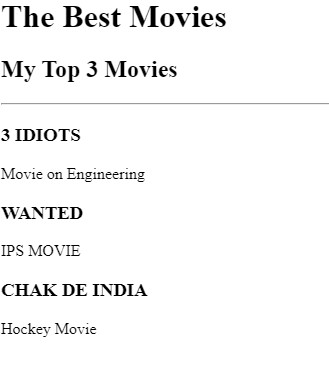 The Best Movies
My Top 3 Movies
3 IDIOTS
Movie on Engineering
WANTED
IPS MOVIE
CHAK DE INDIA
Hockey Movie